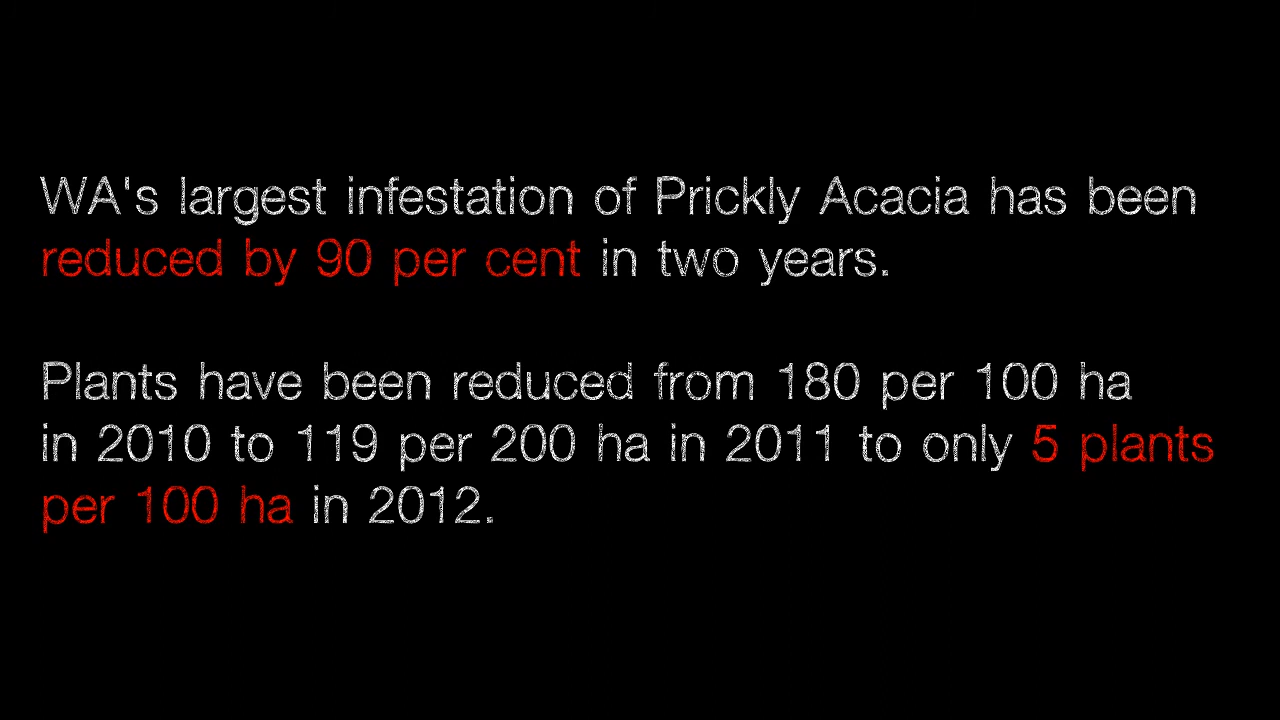 WA's largest infestation of Prickly Acacia has been
reduced by 90 per cent in two years.
Plants have been reduced from 180 per 100 ha
in 2010 to 119 per 200 ha in 2011 to only 5 plants
per 100 ha in 2012.